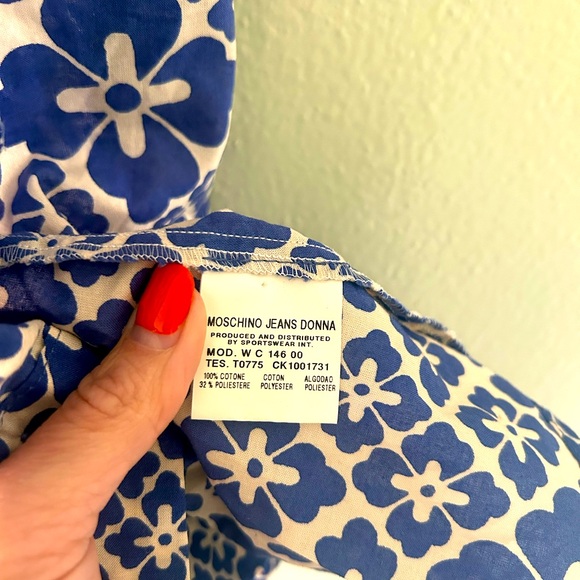 MOSCHINO JEANS DONNA
PRODUCED AND DISTRIBUTED
BY SPORTSWEAR INT.
MOD. W C 146 00
TES. T0775 CK1001731
100% COTONE COTON ALGODAO
32 % POLIESTERE POLYESTER POLIESTERE